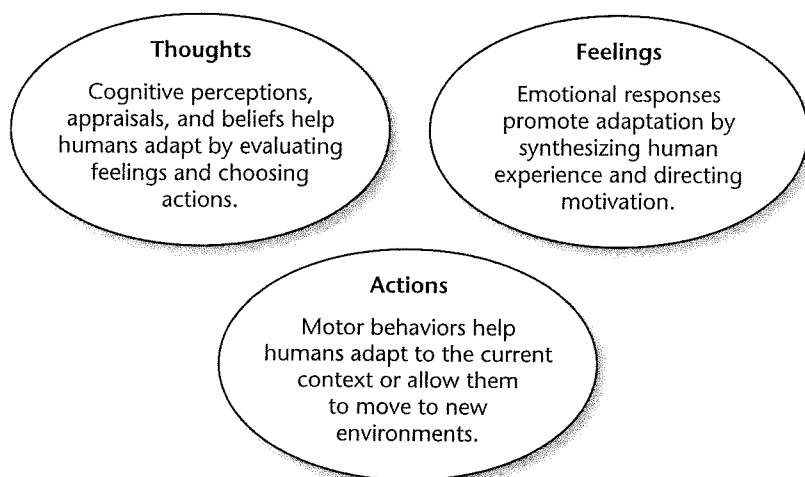 Thoughts
Cognitive perceptions,
appraisals, and beliefs help
humans adapt by evaluating
feelings and choosing
actions.
Feelings
Emotional responses
promote adaptation by
synthesizing human
experience and directing
motivation.
Actions
Motor behaviors help
humans adapt to the current
context or allow them
to move to new
environments.